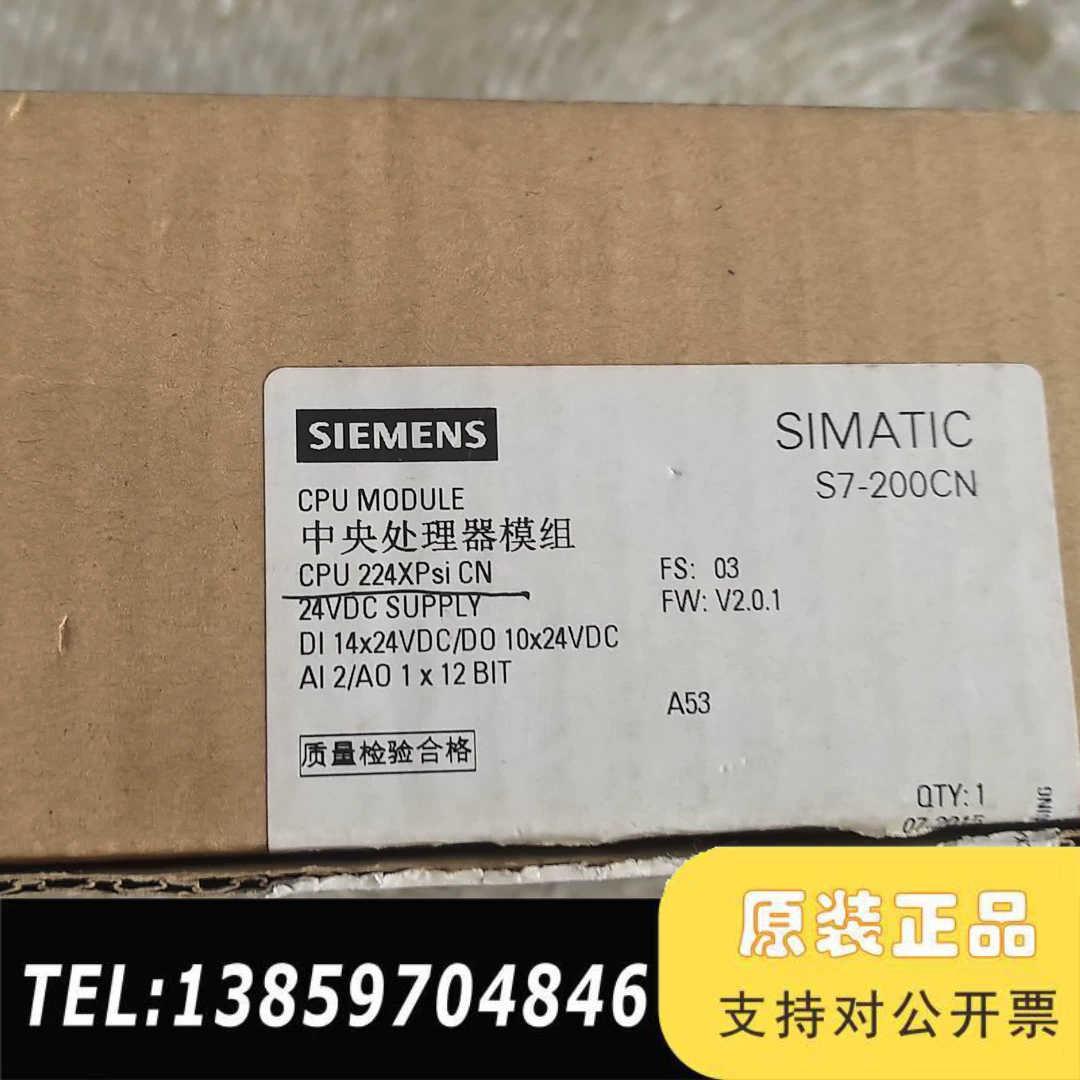 SIEMENS
SIMATIC
S7-200CN
CPU MODULE
中央处理器模组
CPU 224XPsi CN
FS: 03
24VDC SUPPLY
FW: V2.0.1
DI 14x24VDC/DO 10x24VDC
AI 2/AO 1 x 12 BIT
A53
质量检验合格
QTY: 1
原装正品
TEL:13859704846
支持对公开票